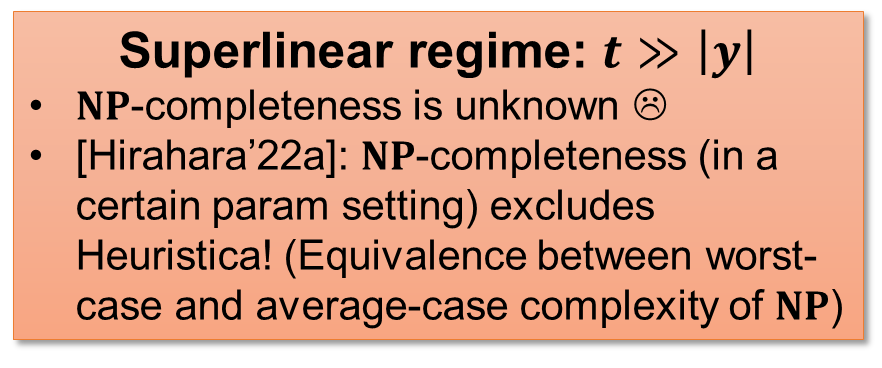 Superlinear regime: t ≫ |y|
• NP-completeness is unknown ☹
• [Hirahara'22a]: NP-completeness (in a
certain param setting) excludes
Heuristica! (Equivalence between worst-
case and average-case complexity of NP)